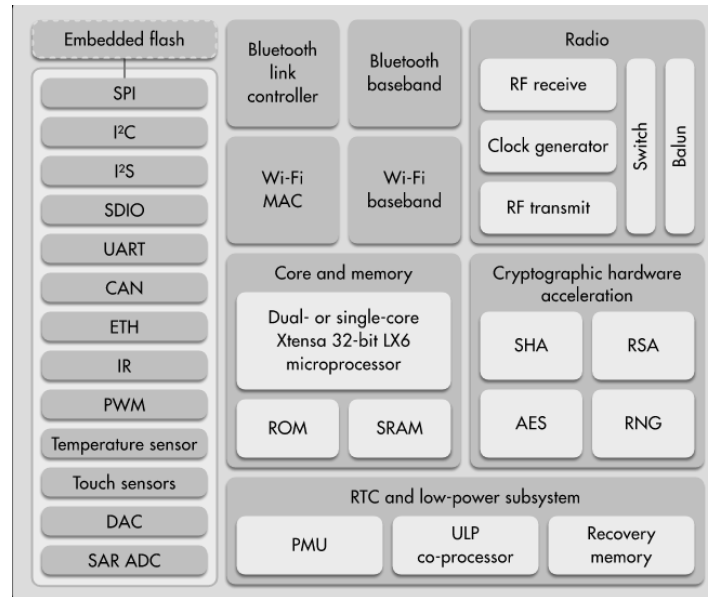 Embedded flash
SPI
I²C
I²S
SDIO
UART
CAN
ETH
IR
PWM
Temperature sensor
Touch sensors
DAC
SAR ADC
Bluetooth
link
controller
Bluetooth
baseband
Wi-Fi
MAC
Wi-Fi
baseband
Radio
RF receive
Clock generator
RF transmit
Switch
Balun
Core and memory
Dual- or single-core
Xtensa 32-bit LX6
microprocessor
ROM
SRAM
Cryptographic hardware
acceleration
SHA
RSA
AES
RNG
RTC and low-power subsystem
PMU
ULP
co-processor
Recovery
memory